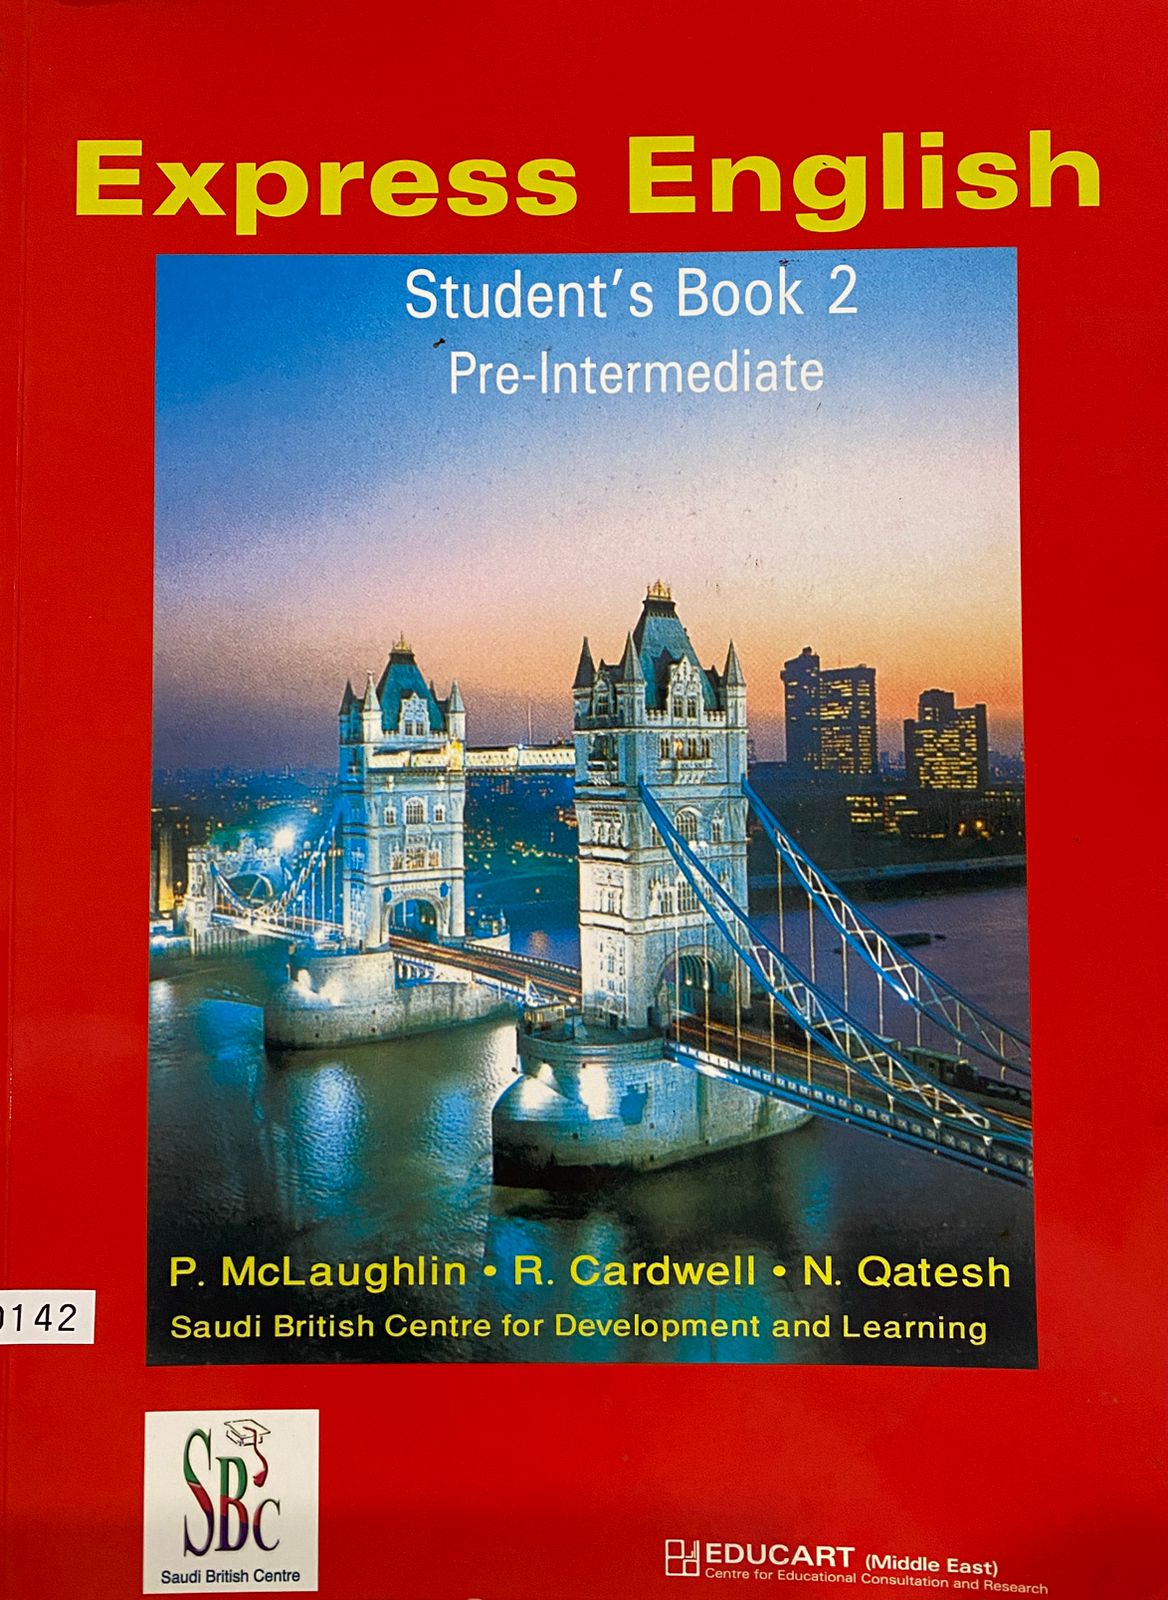 Express English
Student's Book 2
Pre-Intermediate
P. McLaughlin • R. Cardwell • N. Qatesh
Saudi British Centre for Development and Learning
142
SBC
Saudi British Centre
EDUCART (Middle East)
Centre for Educational Consultation and Research